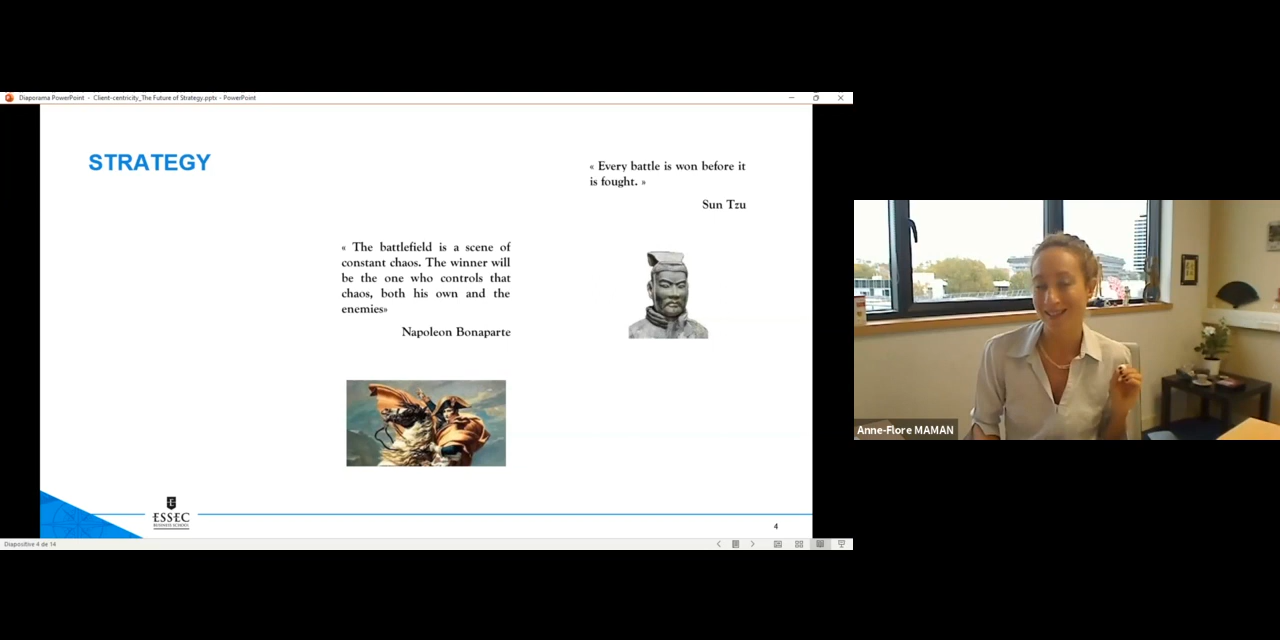 Diaporama PowerPoint - Client-centricity_The Future of Strategy.pptx - PowerPoint
STRATEGY
« Every battle is won before it
is fought. »
Sun Tzu
« The battlefield is a scene of
constant chaos. The winner will
be the one who controls that
chaos, both his own and the
enemies»
Napoleon Bonaparte
ESSEC
BUSINESS SCHOOL
4
Diapositive 4 de 14
Anne-Flore MAMAN